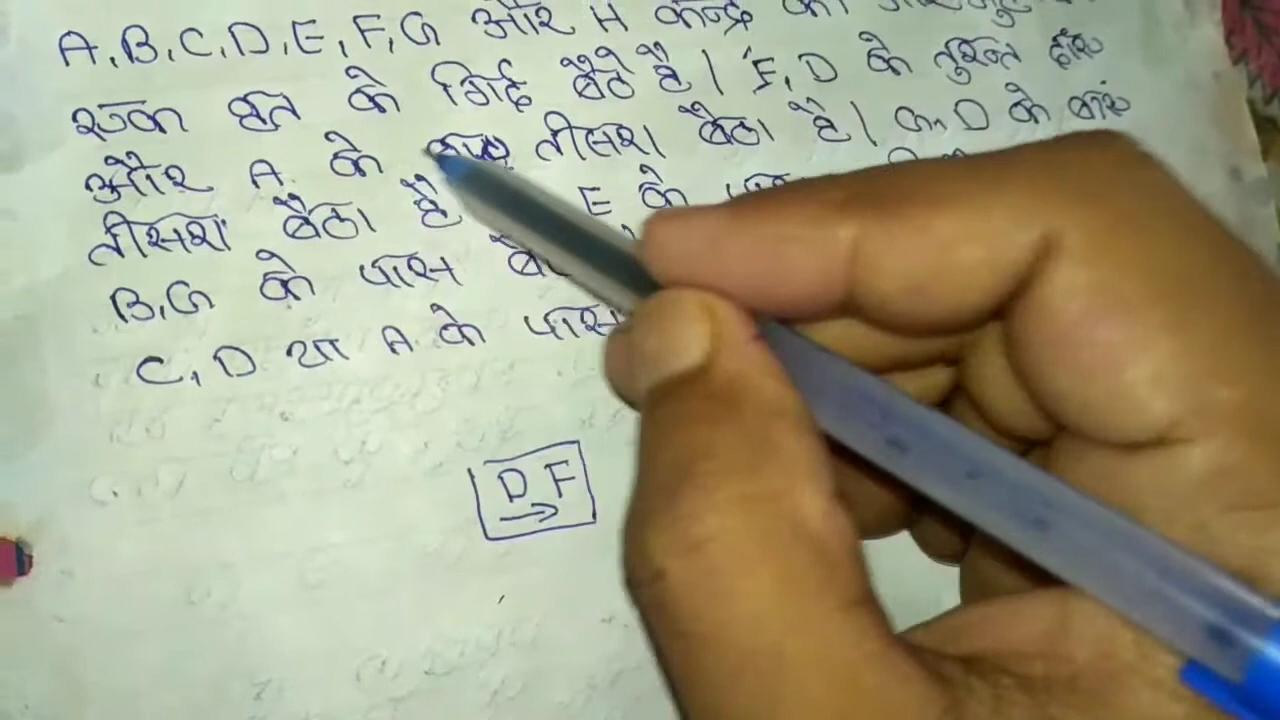 A, B, C, D, E, F, G और H केन्द्र की
एक वृत के गिर्द बैठे है। F, D के तुरन्त दाँए
और A के तीसरा बैठा है। G, D के बाएं
तीसरा बैठा है E के
B, G के पास
C, D या A के पास
D F